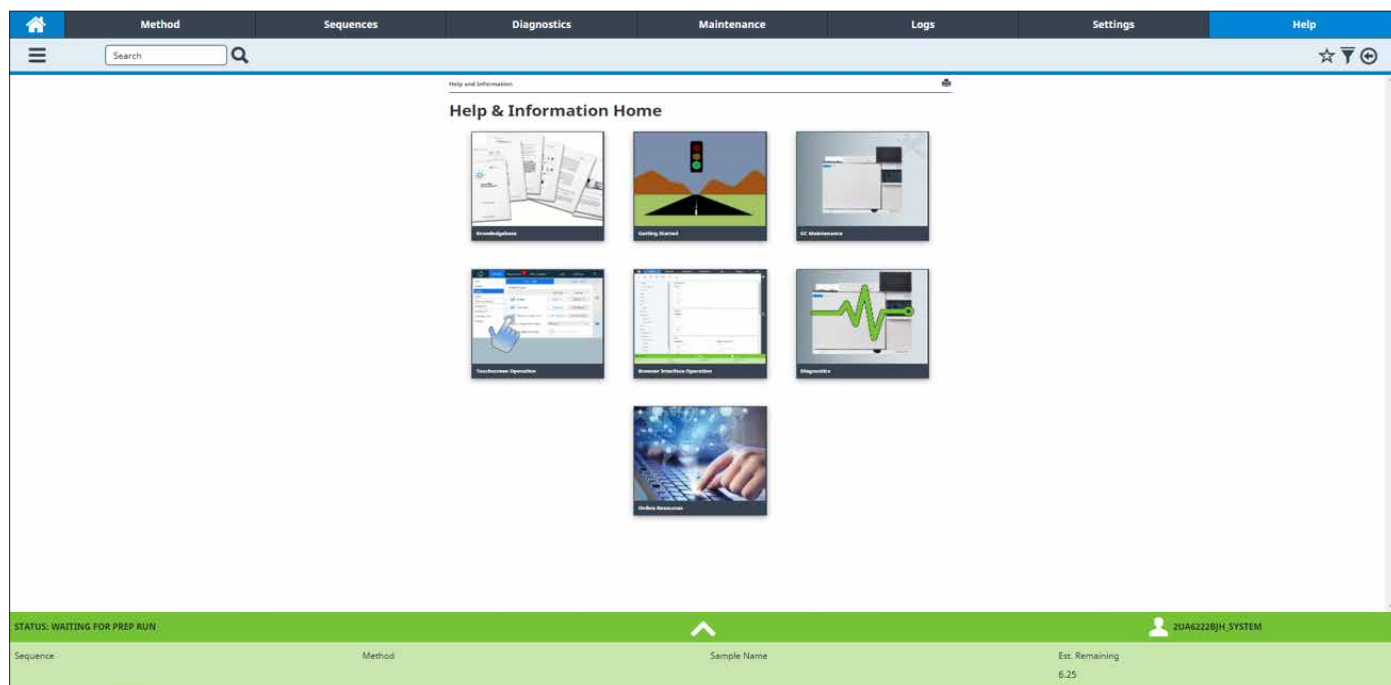 Method Sequences Diagnostics Maintenance Logs Settings Help
Search
Help and Information
Help & Information Home
Knowledgebase Getting Started GC Maintenance
Touchscreen Operation Browser Interface Operation Diagnostics
Online Resources
STATUS: WAITING FOR PREP RUN 2UA6222BJH_SYSTEM
Sequence Method Sample Name Est. Remaining
6.25